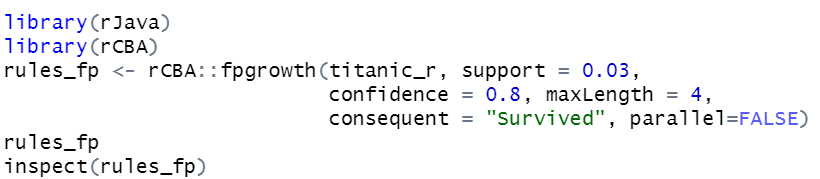 library(rJava)
library(rCBA)
rules_fp <- rCBA::fpgrowth(titanic_r, support = 0.03,
                           confidence = 0.8, maxLength = 4,
                           consequent = "Survived", parallel=FALSE)
rules_fp
inspect(rules_fp)